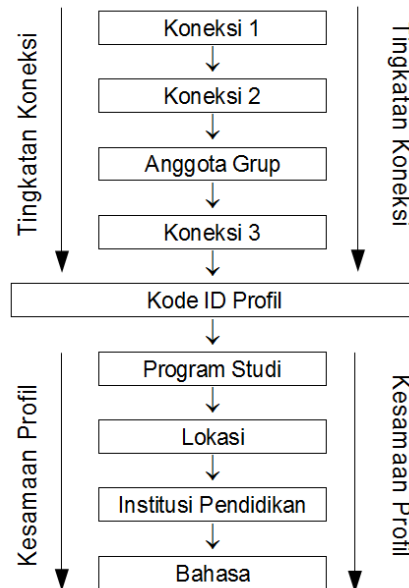 Koneksi 1
Koneksi 2
Anggota Grup
Koneksi 3
Tingkatan Koneksi
Tingkatan Koneksi
Kode ID Profil
Program Studi
Lokasi
Institusi Pendidikan
Bahasa
Kesamaan Profil
Kesamaan Profil